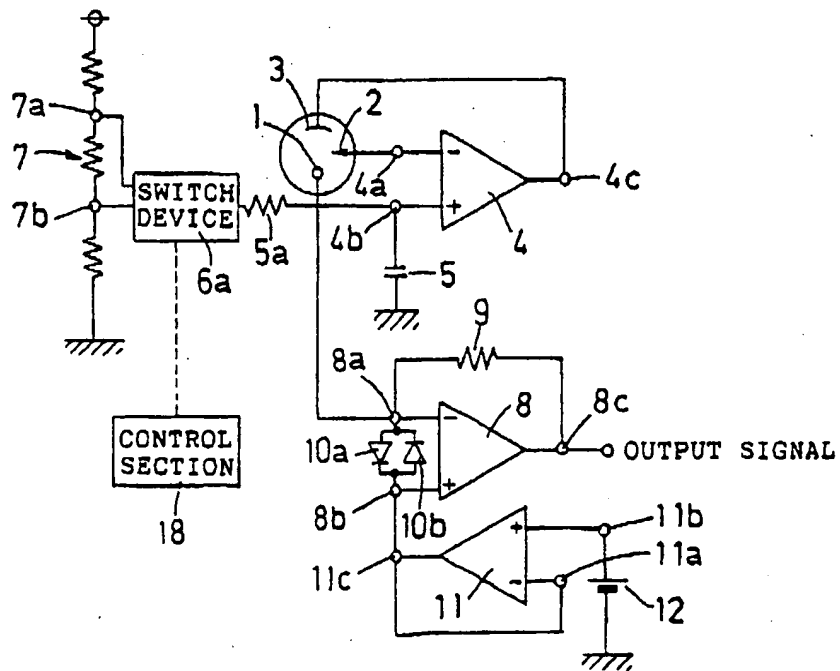 3
2
1
7a
7
4a
-
SWITCH
DEVICE
+
4c
7b
5a
4b
4
6a
5
9
8a
8
8c
-
CONTROL
SECTION
10a
OUTPUT SIGNAL
+
18
8b
10b
11b
+
11a
11c
11
-
12